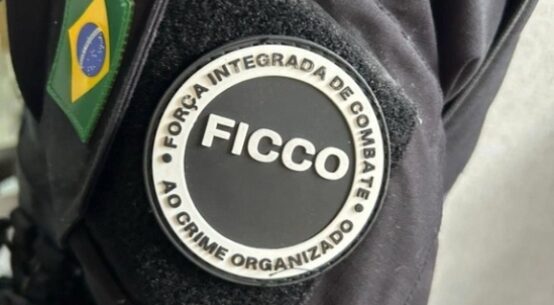 FORÇA INTEGRADA DE COMBATE
FICCO
AO CRIME ORGANIZADO